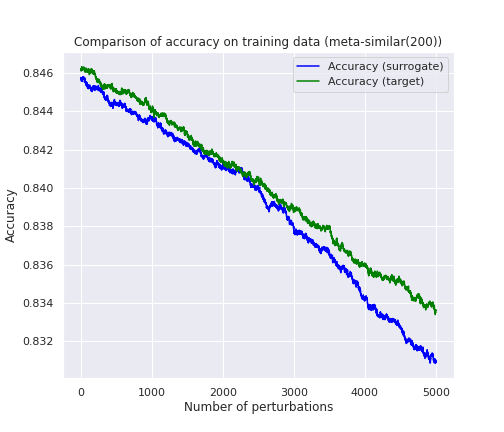 Comparison of accuracy on training data (meta-similar(200))
Accuracy (surrogate)
Accuracy (target)
0.846
0.844
0.842
0.840
0.838
0.836
0.834
0.832
Accuracy
0 1000 2000 3000 4000 5000
Number of perturbations